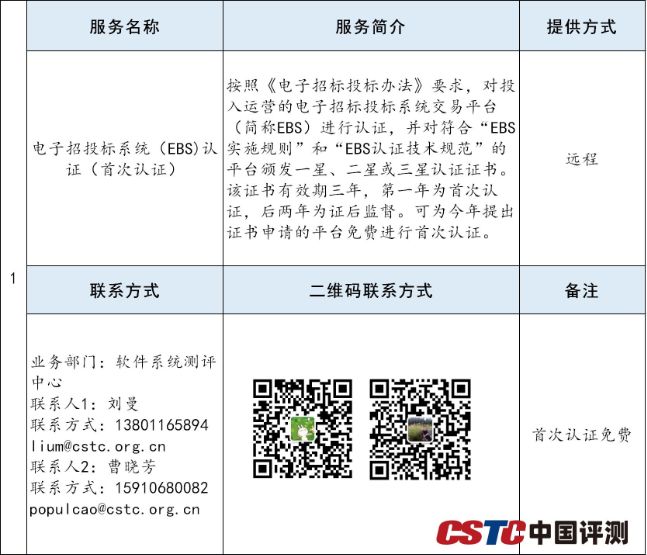 服务名称
服务简介
提供方式
电子招投标系统（EBS)认
证（首次认证）
按照《电子招标投标办法》要求，对投
入运营的电子招标投标系统交易平台
（简称EBS）进行认证，并对符合“EBS
实施规则”和“EBS认证技术规范”的
平台颁发一星、二星或三星认证证书。
该证书有效期三年，第一年为首次认
证，后两年为证后监督。可为今年提出
证书申请的平台免费进行首次认证。
远程
1
联系方式
二维码联系方式
备注
业务部门：软件系统测评
中心
联系人1：刘曼
联系方式：13801165894
lium@cstc.org.cn
联系人2：曹晓芳
联系方式：15910680082
populcao@cstc.org.cn
首次认证免费
CSTC中国评测